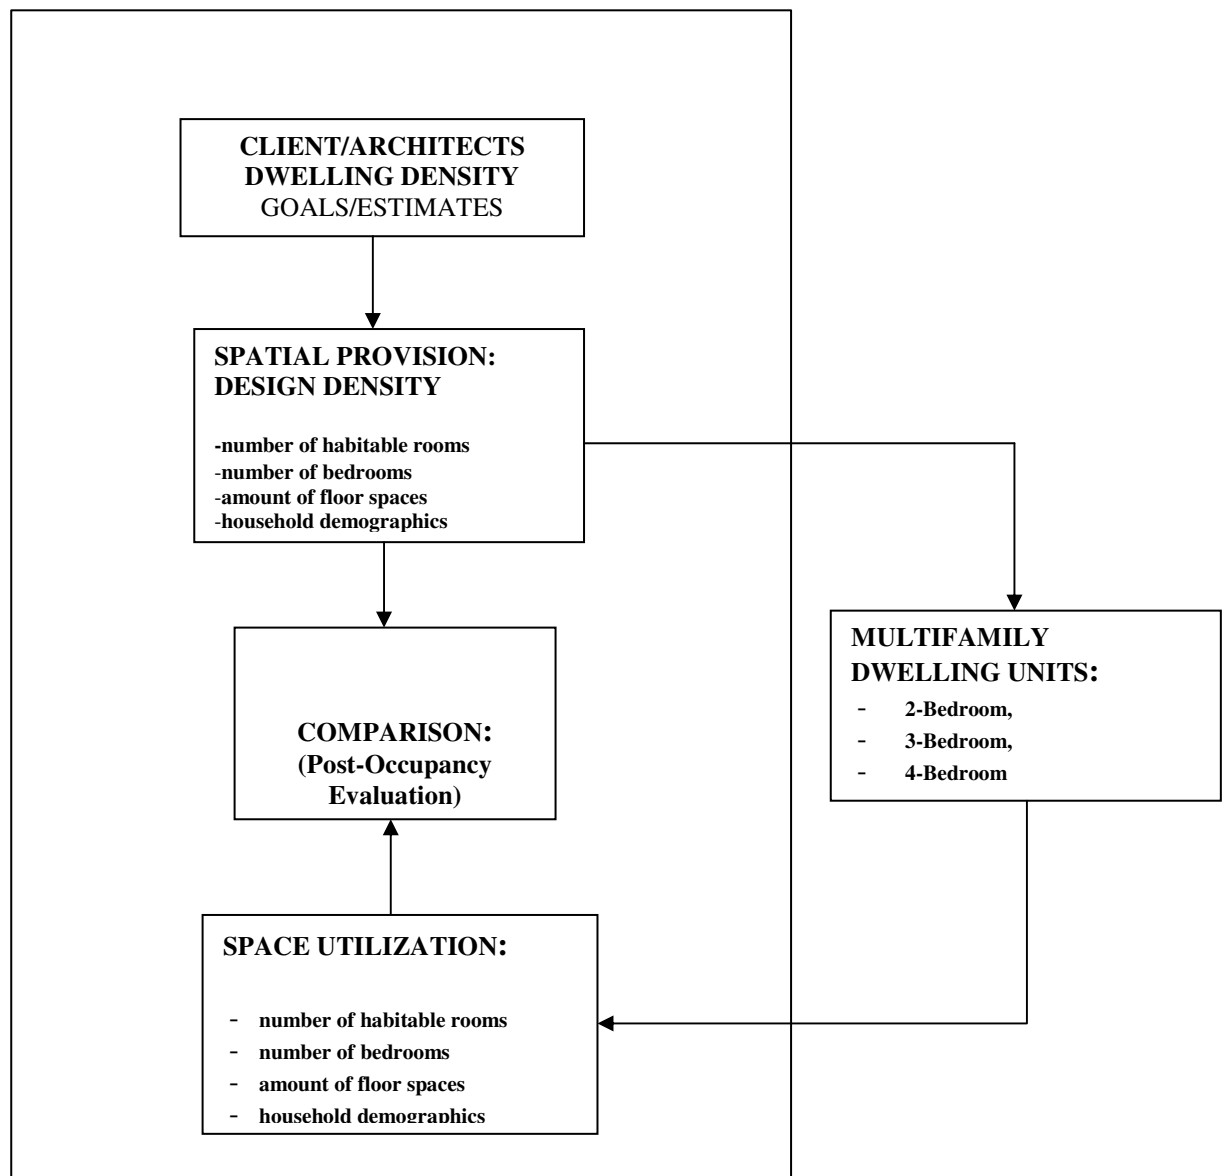 CLIENT/ARCHITECTS
DWELLING DENSITY
GOALS/ESTIMATES
SPATIAL PROVISION:
DESIGN DENSITY
-number of habitable rooms
-number of bedrooms
-amount of floor spaces
-household demographics
MULTIFAMILY
DWELLING UNITS:
- 2-Bedroom,
- 3-Bedroom,
- 4-Bedroom
COMPARISON:
(Post-Occupancy
Evaluation)
SPACE UTILIZATION:
- number of habitable rooms
- number of bedrooms
- amount of floor spaces
- household demographics